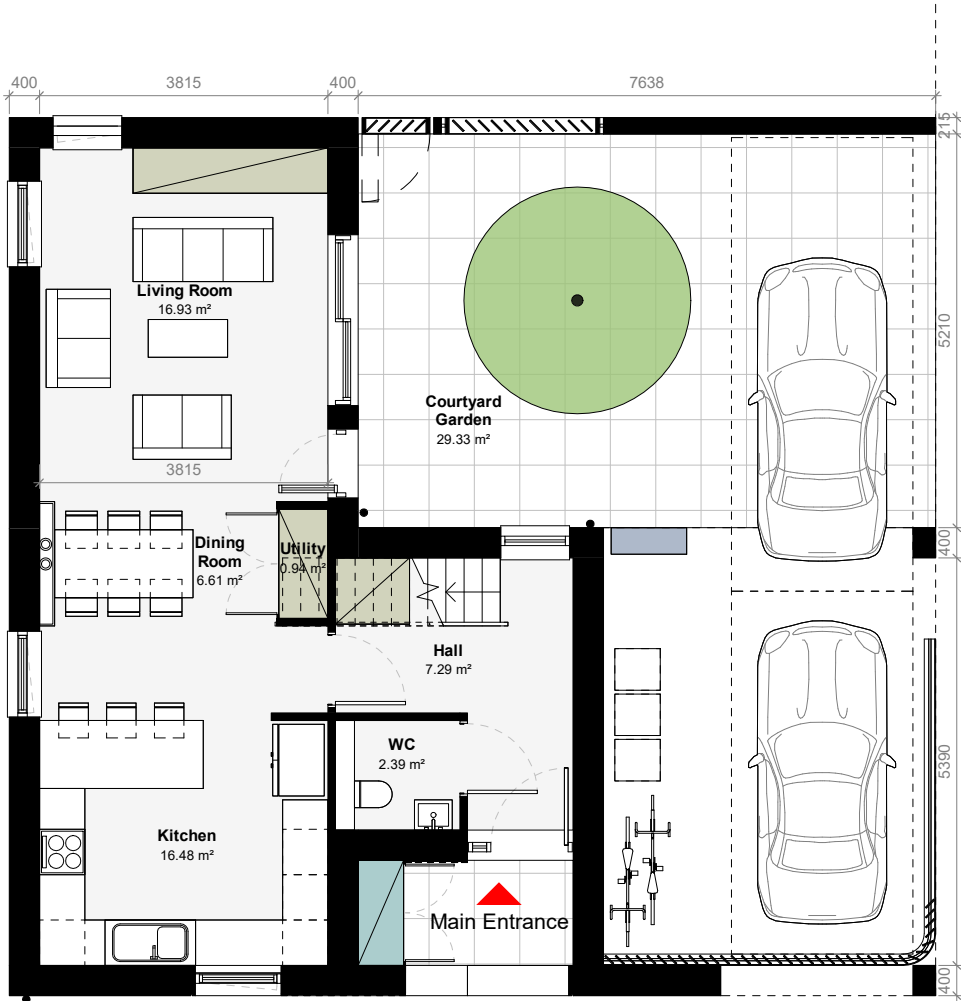 400
3815
400
7638
215
Living Room
16.93 m²
5210
Courtyard
Garden
29.33 m²
3815
Dining
Room
6.61 m²
Utility
0.94 m²
400
Hall
7.29 m²
WC
2.39 m²
5390
Kitchen
16.48 m²
Main Entrance
400